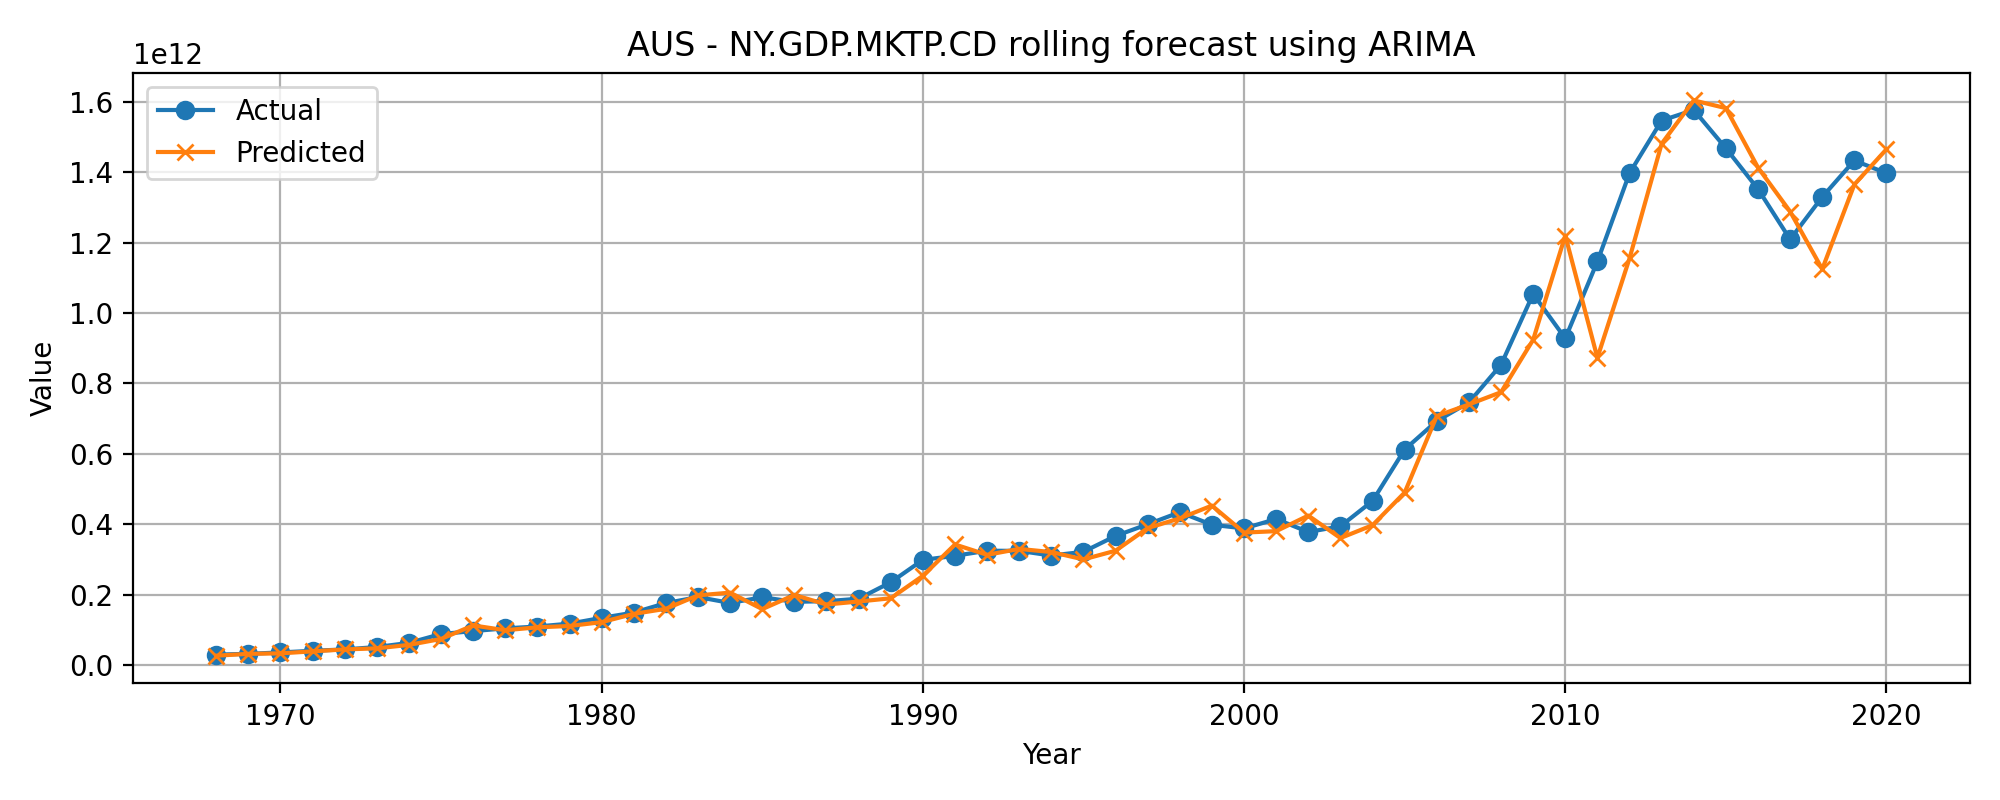 AUS - NY.GDP.MKTP.CD rolling forecast using ARIMA
1e12
Actual
Predicted
1.6
1.4
1.2
1.0
0.8
0.6
0.4
0.2
0.0
Value
1970 1980 1990 2000 2010 2020
Year